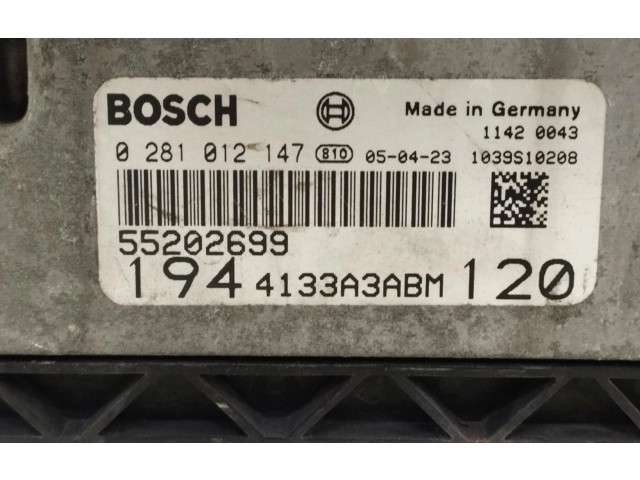 BOSCH Made in Germany
1142 0043
0 281 012 147 810 05-04-23 1039S10208
55202699
194 4133A3ABM 120